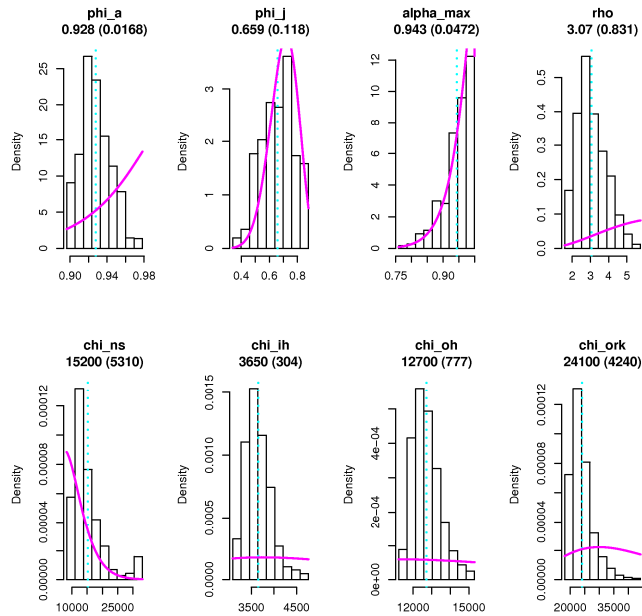 phi_a
0.928 (0.0168)
phi_j
0.659 (0.118)
alpha_max
0.943 (0.0472)
rho
3.07 (0.831)
Density
0 5 10 15 20 25
0.90 0.94 0.98
Density
0 1 2 3
0.4 0.6 0.8
Density
0 2 4 6 8 10 12
0.75 0.90
Density
0.0 0.1 0.2 0.3 0.4 0.5
2 3 4 5
chi_ns
15200 (5310)
chi_ih
3650 (304)
chi_oh
12700 (777)
chi_ork
24100 (4240)
Density
0.00000 0.00004 0.00008 0.00012
10000 25000
Density
0.0000 0.0005 0.0010 0.0015
3500 4500
Density
0e+00 2e-04 4e-04
12000 15000
Density
0.00000 0.00004 0.00008 0.00012
20000 35000